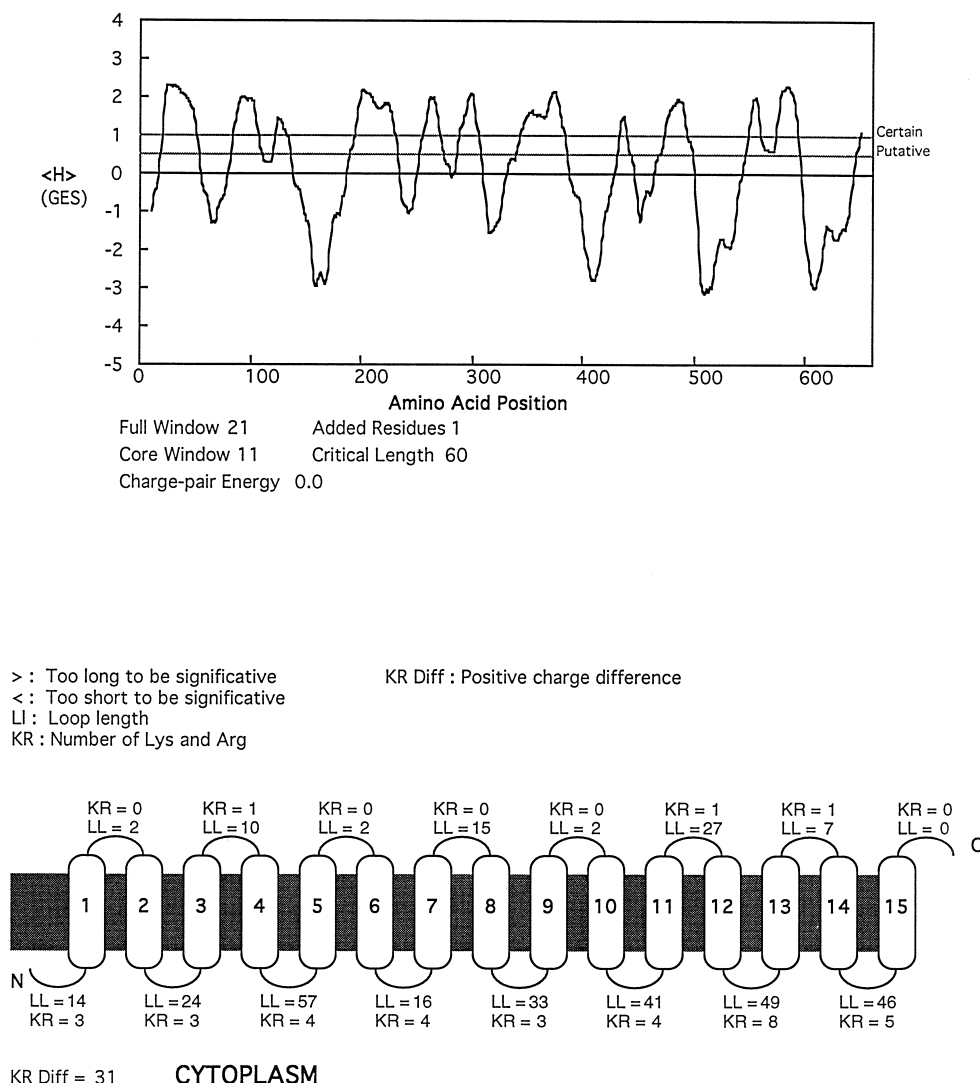 4
3
2
1
0
-1
-2
-3
-4
-5
<H>
(GES)
Certain
Putative
0 100 200 300 400 500 600
Amino Acid Position
Full Window 21 Added Residues 1
Core Window 11 Critical Length 60
Charge-pair Energy 0.0
> : Too long to be significative KR Diff : Positive charge difference
< : Too short to be significative
Ll : Loop length
KR : Number of Lys and Arg
KR = 0 KR = 1 KR = 0 KR = 0 KR = 0 KR = 1 KR = 1 KR = 0
LL = 2 LL = 10 LL = 2 LL = 15 LL = 2 LL = 27 LL = 7 LL = 0
C
1 2 3 4 5 6 7 8 9 10 11 12 13 14 15
N
LL = 14 LL = 24 LL = 57 LL = 16 LL = 33 LL = 41 LL = 49 LL = 46
KR = 3 KR = 3 KR = 4 KR = 4 KR = 3 KR = 4 KR = 8 KR = 5
KR Diff = 31 CYTOPLASM